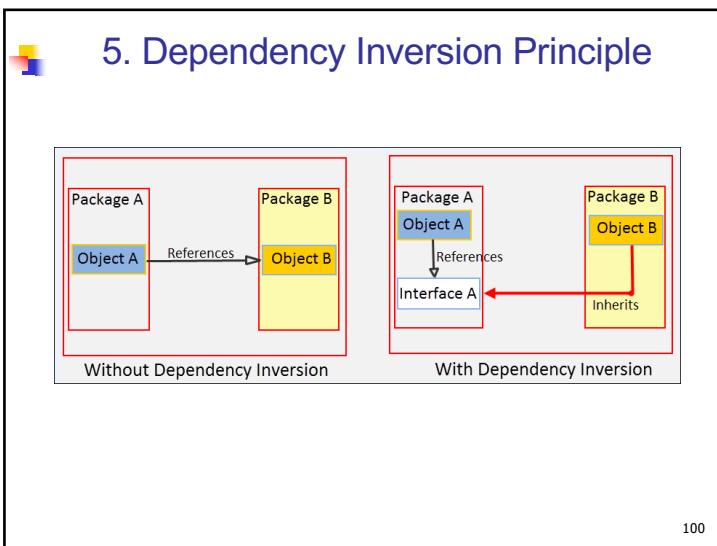 5. Dependency Inversion Principle
Package A
Object A
References
Package B
Object B
Without Dependency Inversion
Package A
Object A
References
Interface A
Package B
Object B
Inherits
With Dependency Inversion
100